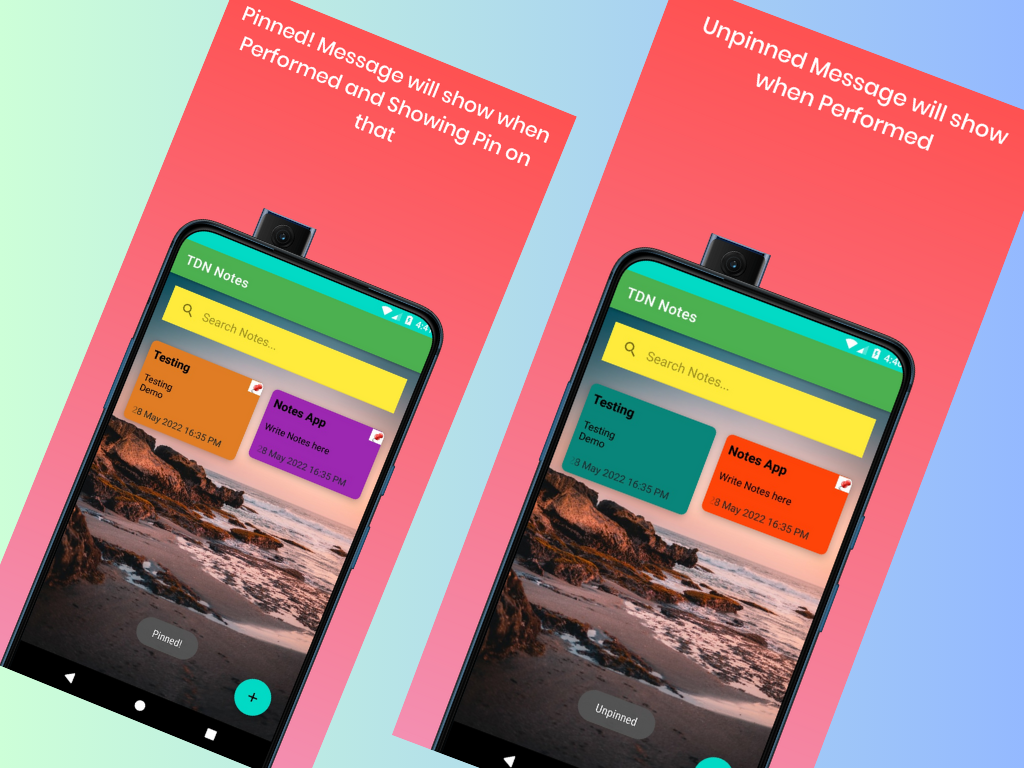 Pinned! Message will show when
Performed and Showing Pin on
that
TDN Notes
Search Notes...
Testing
Testing
Demo
28 May 2022 16:35 PM
Notes App
Write Notes here
28 May 2022 16:35 PM
Pinned!
+
Unpinned Message will show
when Performed
TDN Notes
Search Notes...
Testing
Testing
Demo
28 May 2022 16:35 PM
Notes App
Write Notes here
28 May 2022 16:35 PM
Unpinned